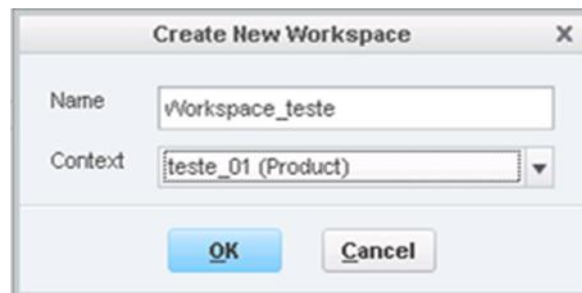 Create New Workspace X
Name Workspace_teste
Context teste_01 (Product)
OK Cancel